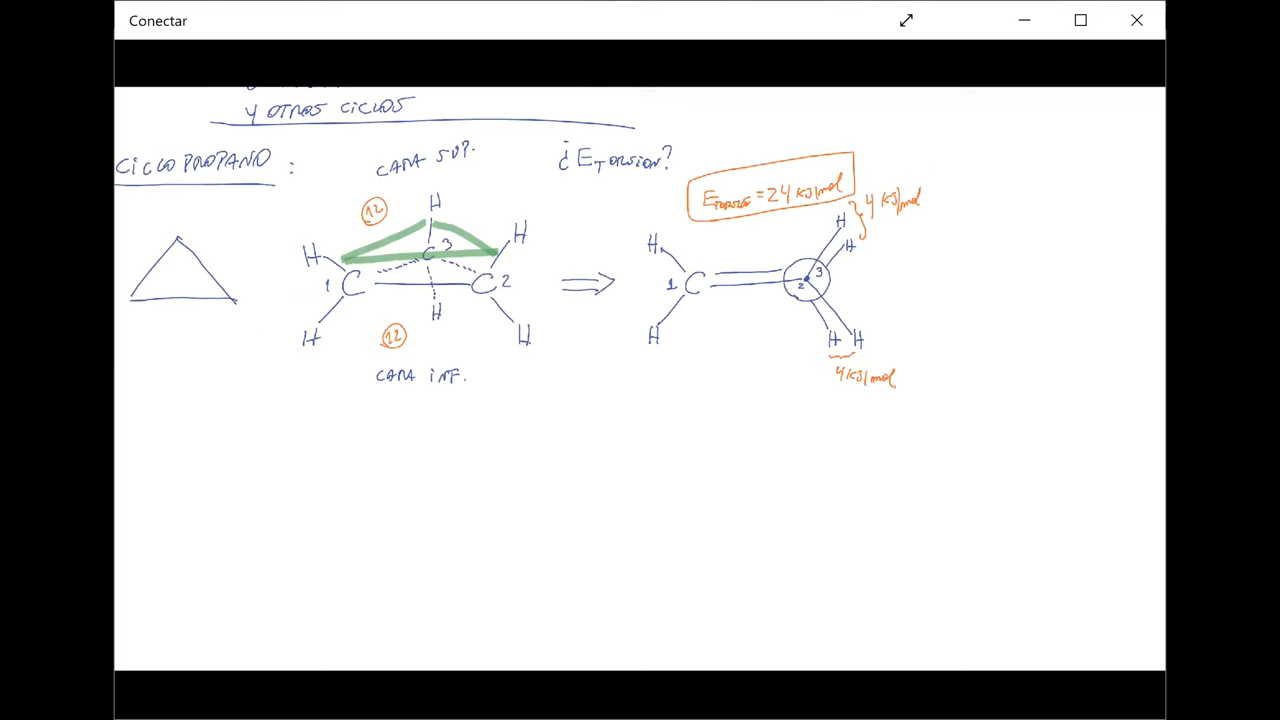 Conectar
Y OTROS CICLOS
CICLOPROPANO :
CARA SUP.
¿ETORSION?
ETORSION = 24 KJ/mol
4 KJ/mol
12
H
H
H
C
3
1 C
C 2
H
H
H
12
CARA INF.
H
H
H
1 C
2
3
H
H H
4 KJ/mol